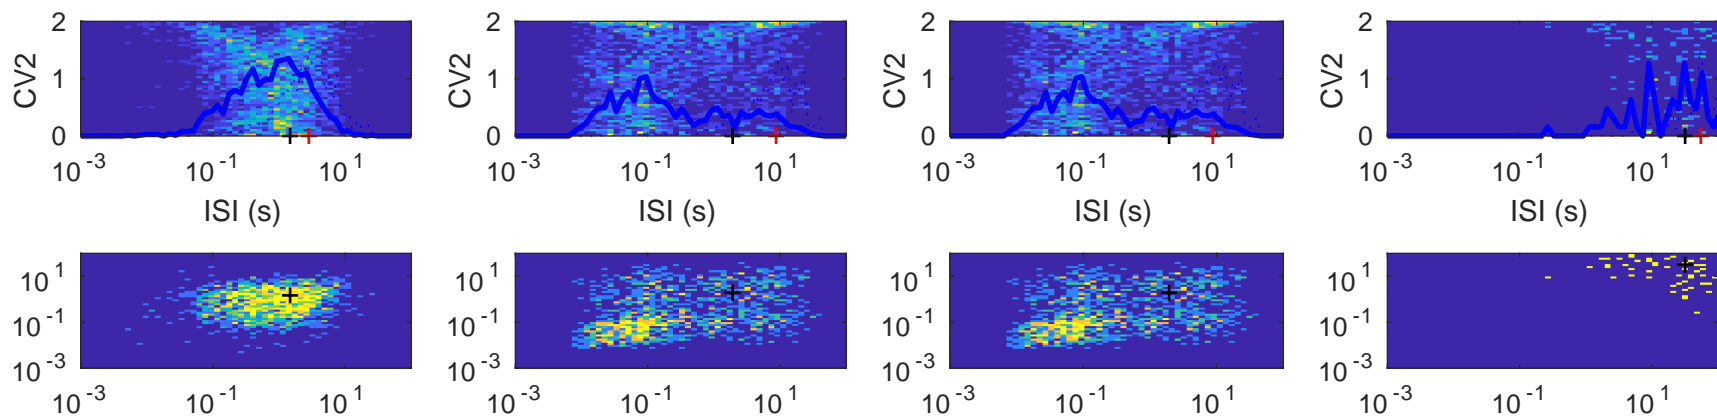 2 2 2 2
CV2 CV2 CV2 CV2
1 1 1 1
0 0 0 0
10^-3 10^-1 10^1 10^-3 10^-1 10^1 10^-3 10^-1 10^1 10^-3 10^-1 10^1
ISI (s) ISI (s) ISI (s) ISI (s)
10^1 10^1 10^1 10^1
10^-1 10^-1 10^-1 10^-1
10^-3 10^-3 10^-3 10^-3
10^-3 10^-1 10^1 10^-3 10^-1 10^1 10^-3 10^-1 10^1 10^-3 10^-1 10^1